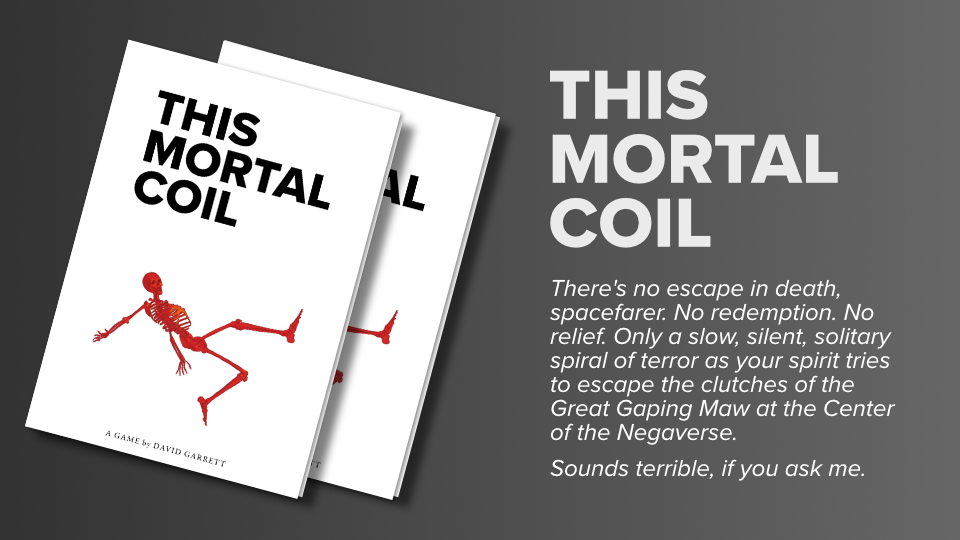 THIS
MORTAL
COIL
A GAME by DAVID GARRETT
AL
T
THIS
MORTAL
COIL
There's no escape in death,
spacefarer. No redemption. No
relief. Only a slow, silent, solitary
spiral of terror as your spirit tries
to escape the clutches of the
Great Gaping Maw at the Center
of the Negaverse.
Sounds terrible, if you ask me.